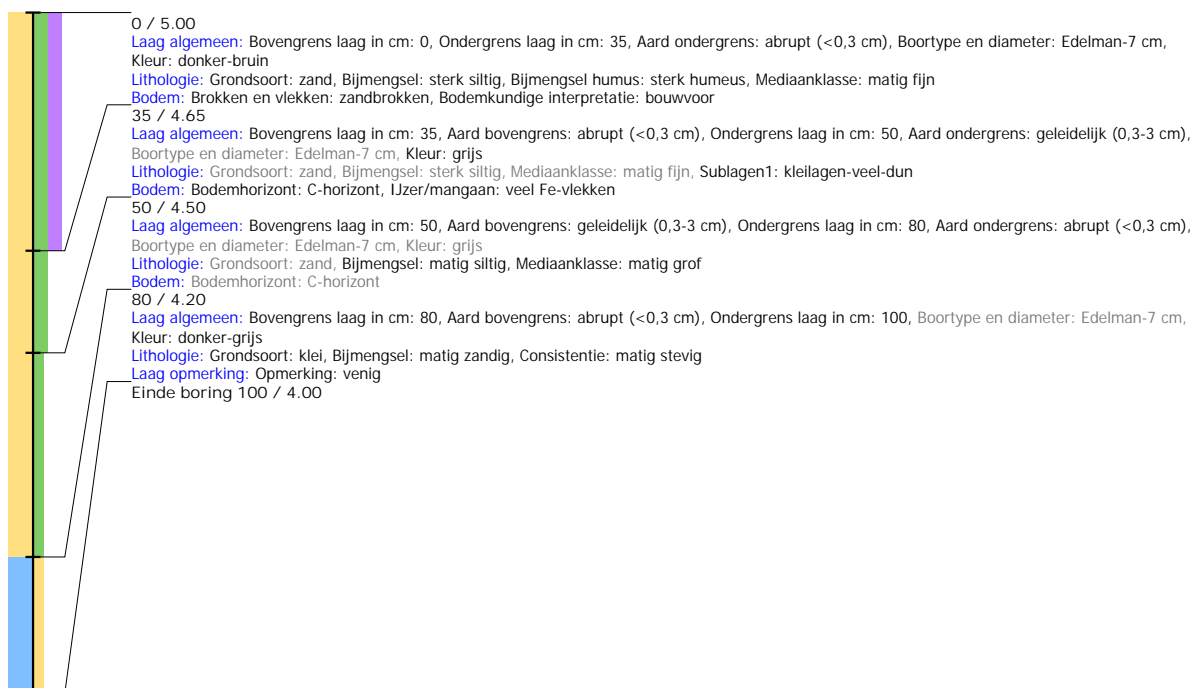 0 / 5.00
Laag algemeen: Bovengrens laag in cm: 0, Ondergrens laag in cm: 35, Aard ondergrens: abrupt (<0,3 cm), Boortype en diameter: Edelman-7 cm,
Kleur: donker-bruin
Lithologie: Grondsoort: zand, Bijmengsel: sterk siltig, Bijmengsel humus: sterk humeus, Mediaanklasse: matig fijn
Bodem: Brokken en vlekken: zandbrokken, Bodemkundige interpretatie: bouwvoor
35 / 4.65
Laag algemeen: Bovengrens laag in cm: 35, Aard bovengrens: abrupt (<0,3 cm), Ondergrens laag in cm: 50, Aard ondergrens: geleidelijk (0,3-3 cm),
Boortype en diameter: Edelman-7 cm, Kleur: grijs
Lithologie: Grondsoort: zand, Bijmengsel: sterk siltig, Mediaanklasse: matig fijn, Sublagen1: kleilagen-veel-dun
Bodem: Bodemhorizont: C-horizont, IJzer/mangaan: veel Fe-vlekken
50 / 4.50
Laag algemeen: Bovengrens laag in cm: 50, Aard bovengrens: geleidelijk (0,3-3 cm), Ondergrens laag in cm: 80, Aard ondergrens: abrupt (<0,3 cm),
Boortype en diameter: Edelman-7 cm, Kleur: grijs
Lithologie: Grondsoort: zand, Bijmengsel: matig siltig, Mediaanklasse: matig grof
Bodem: Bodemhorizont: C-horizont
80 / 4.20
Laag algemeen: Bovengrens laag in cm: 80, Aard bovengrens: abrupt (<0,3 cm), Ondergrens laag in cm: 100, Boortype en diameter: Edelman-7 cm,
Kleur: donker-grijs
Lithologie: Grondsoort: klei, Bijmengsel: matig zandig, Consistentie: matig stevig
Laag opmerking: Opmerking: venig
Einde boring 100 / 4.00